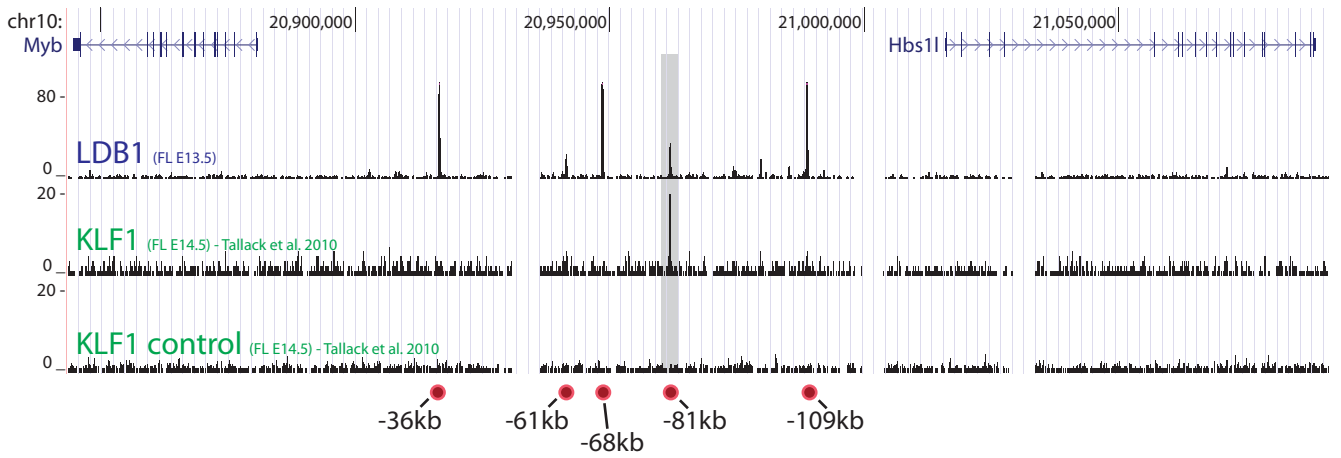 chr10: 20,900,000 20,950,000 21,000,000 21,050,000
Myb Hbs1l
80
LDB1 (FL E13.5)
0
20
KLF1 (FL E14.5) - Tallack et al. 2010
0
20
KLF1 control (FL E14.5) - Tallack et al. 2010
0
-36kb -61kb -81kb -109kb
-68kb